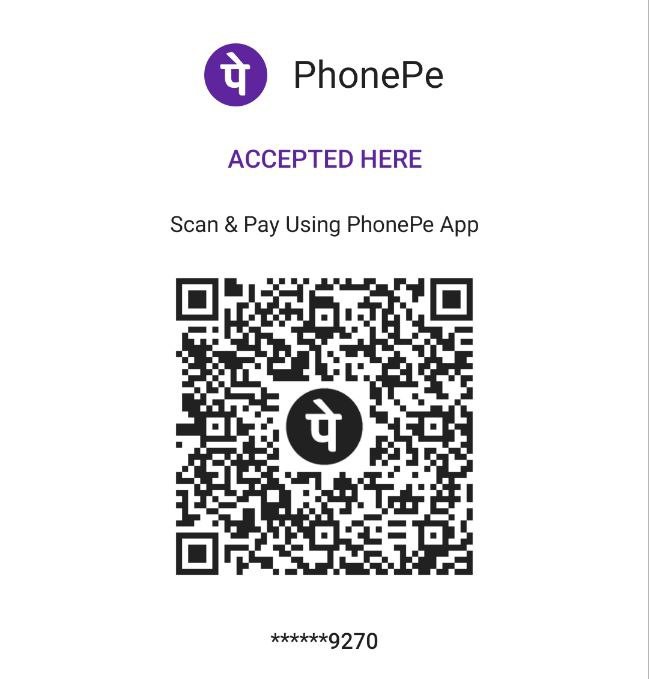 पे PhonePe
ACCEPTED HERE
Scan & Pay Using PhonePe App
पे
******9270